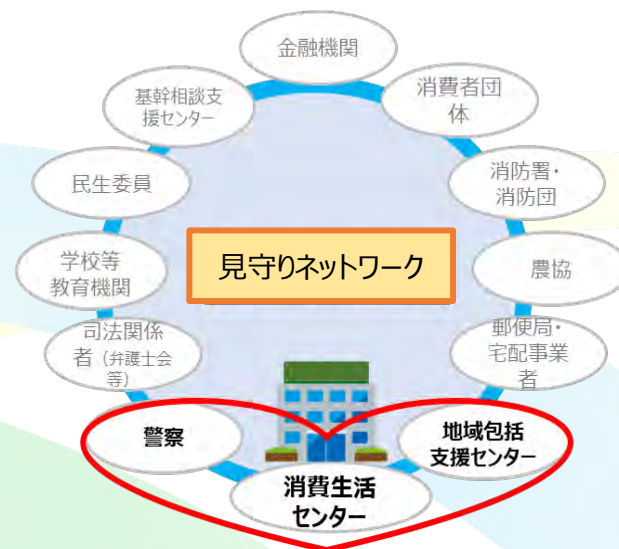 金融機関
基幹相談支
援センター
消費者団
体
民生委員
消防署・
消防団
見守りネットワーク
学校等
教育機関
農協
司法関係
者（弁護士会
等）
郵便局・
宅配事業
者
警察
地域包括
支援センター
消費生活
センター